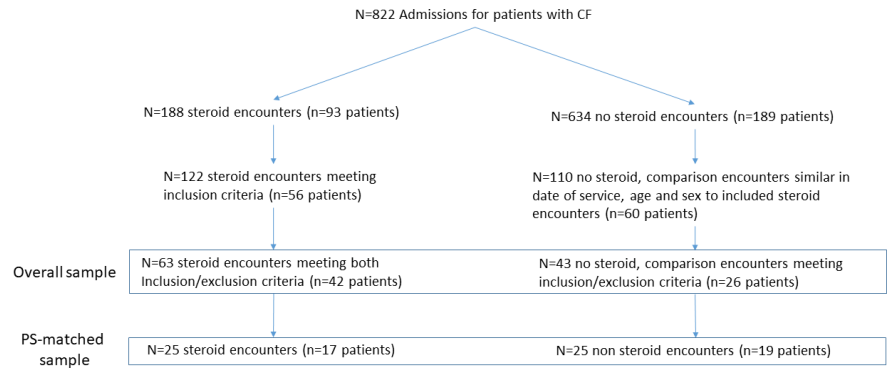 N=822 Admissions for patients with CF
N=188 steroid encounters (n=93 patients)
N=634 no steroid encounters (n=189 patients)
N=122 steroid encounters meeting
inclusion criteria (n=56 patients)
N=110 no steroid, comparison encounters similar in
date of service, age and sex to included steroid
encounters (n=60 patients)
Overall sample
N=63 steroid encounters meeting both
Inclusion/exclusion criteria (n=42 patients)
N=43 no steroid, comparison encounters meeting
inclusion/exclusion criteria (n=26 patients)
PS-matched
sample
N=25 steroid encounters (n=17 patients)
N=25 non steroid encounters (n=19 patients)